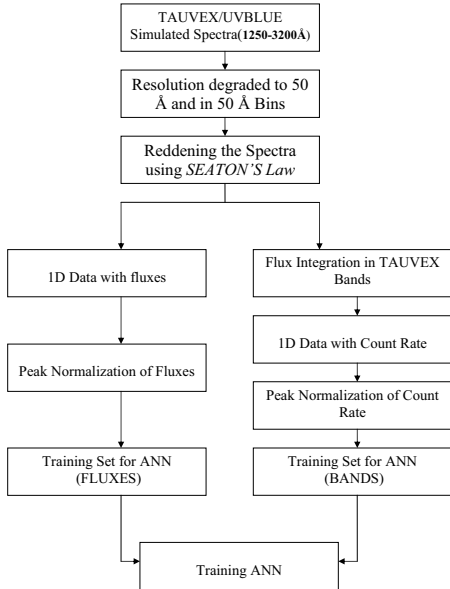 TAUVEX/UVBLUE
Simulated Spectra(1250-3200Å)
Resolution degraded to 50
Å and in 50 Å Bins
Reddening the Spectra
using SEATON'S Law
1D Data with fluxes
Peak Normalization of Fluxes
Training Set for ANN
(FLUXES)
Flux Integration in TAUVEX
Bands
1D Data with Count Rate
Peak Normalization of Count
Rate
Training Set for ANN
(BANDS)
Training ANN